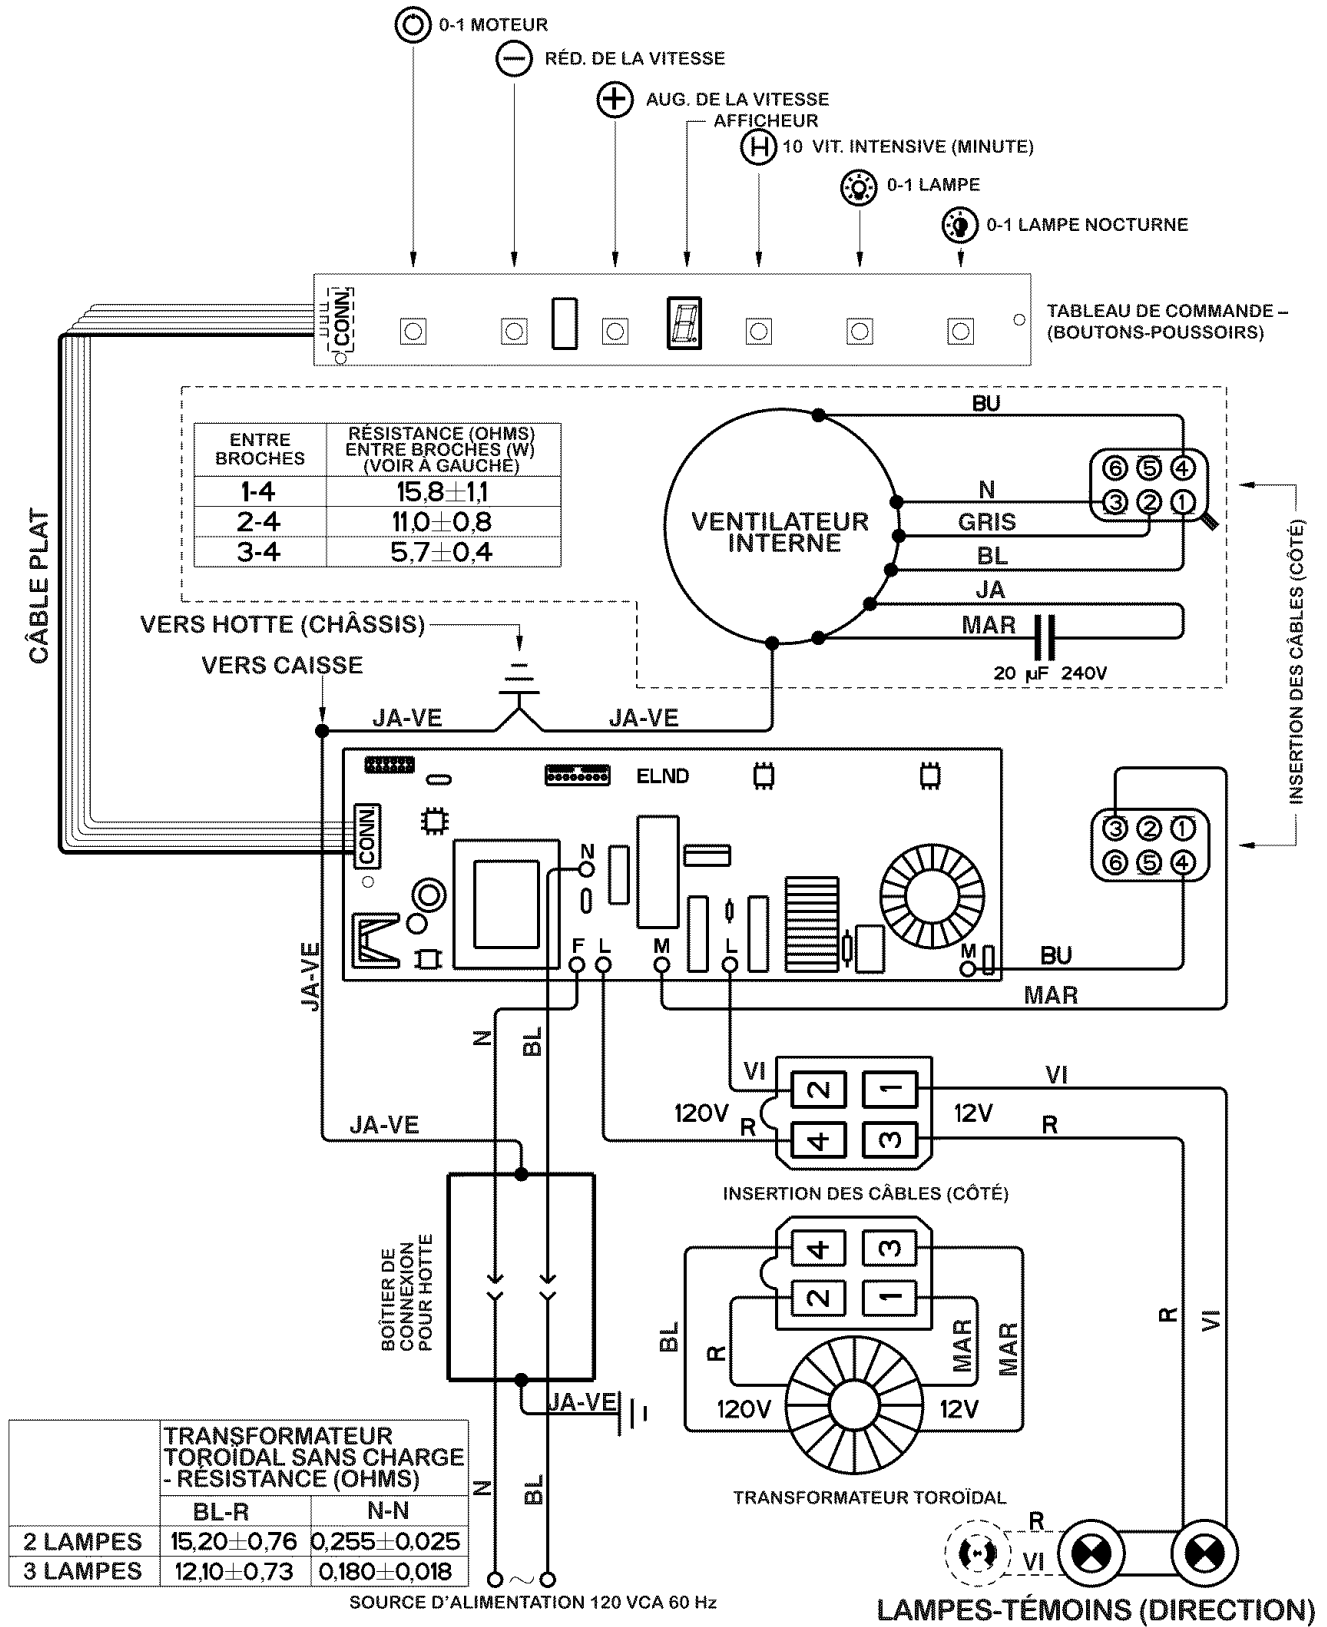 0-1 MOTEUR
RÉD. DE LA VITESSE
AUG. DE LA VITESSE
AFFICHEUR
H 10 VIT. INTENSIVE (MINUTE)
0-1 LAMPE
0-1 LAMPE NOCTURNE
CONN.
TABLEAU DE COMMANDE –
(BOUTONS-POUSSOIRS)
CÂBLE PLAT
ENTRE
BROCHES
RÉSISTANCE (OHMS)
ENTRE BROCHES (W)
(VOIR À GAUCHE)
1-4 15,8±1,1
2-4 11,0±0,8
3-4 5,7±0,4
VENTILATEUR
INTERNE
BU
N
GRIS
BL
JA
MAR
20 µF 240V
6 5 4
3 2 1
INSERTION DES CÂBLES (CÔTÉ)
VERS HOTTE (CHÂSSIS)
VERS CAISSE
JA-VE
JA-VE
ELND
CONN.
N
F L M L M
BU
MAR
3 2 1
6 5 4
JA-VE
N
BL
VI
R
120V
2 1
4 3
12V
VI
R
JA-VE
INSERTION DES CÂBLES (CÔTÉ)
BOÎTIER DE
CONNEXION
POUR HOTTE
4 3
2 1
BL
R
MAR
MAR
120V
12V
TRANSFORMATEUR TOROÏDAL
R
VI
JA-VE
N
BL
TRANSFORMATEUR
TOROÏDAL SANS CHARGE
- RÉSISTANCE (OHMS)
BL-R N-N
2 LAMPES 15,20±0,76 0,255±0,025
3 LAMPES 12,10±0,73 0,180±0,018
SOURCE D'ALIMENTATION 120 VCA 60 Hz
R
VI
LAMPES-TÉMOINS (DIRECTION)